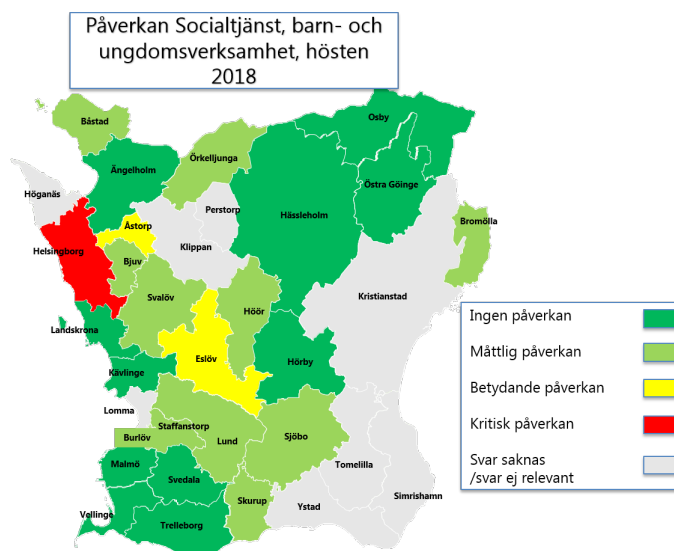 Påverkan Socialtjänst, barn- och
ungdomsverksamhet, hösten
2018
Båstad
Osby
Ängelholm
Örkelljunga
Höganäs
Perstorp
Hässleholm
Östra Göinge
Bromölla
Åstorp
Helsingborg
Klippan
Bjuv
Svalöv
Kristianstad
Höör
Landskrona
Eslöv
Hörby
Kävlinge
Lomma
Staffanstorp
Burlöv
Lund
Sjöbo
Malmö
Tomelilla
Svedala
Simrishamn
Skurup
Ystad
Vellinge
Trelleborg
Ingen påverkan
Måttlig påverkan
Betydande påverkan
Kritisk påverkan
Svar saknas
/svar ej relevant